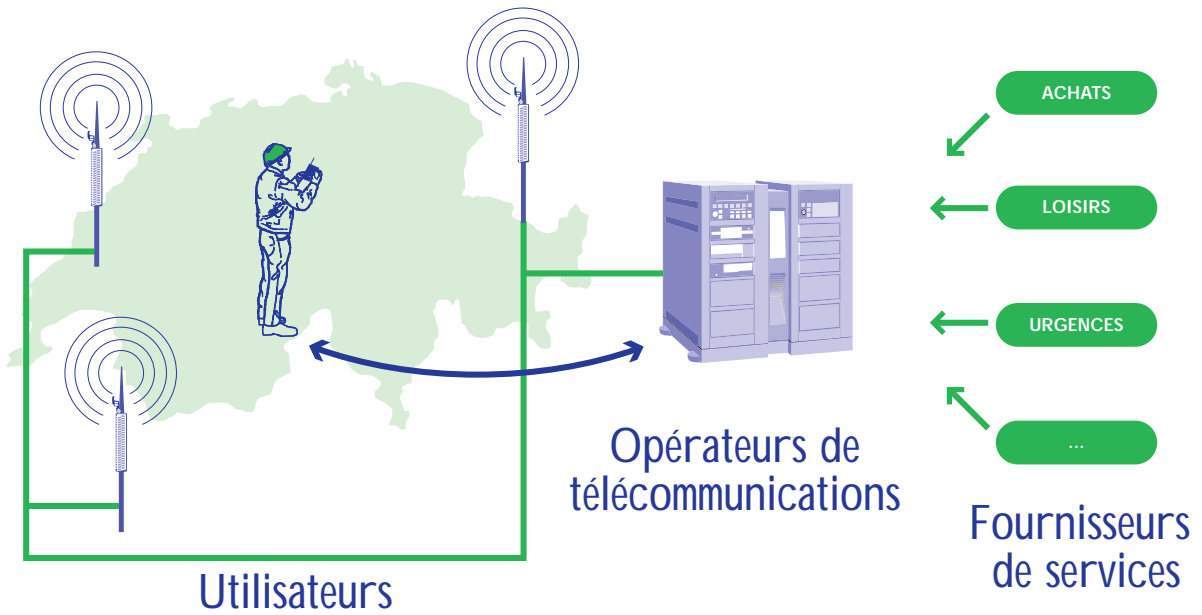 ACHATS
LOISIRS
URGENCES
...
Opérateurs de
télécommunications
Fournisseurs
de services
Utilisateurs